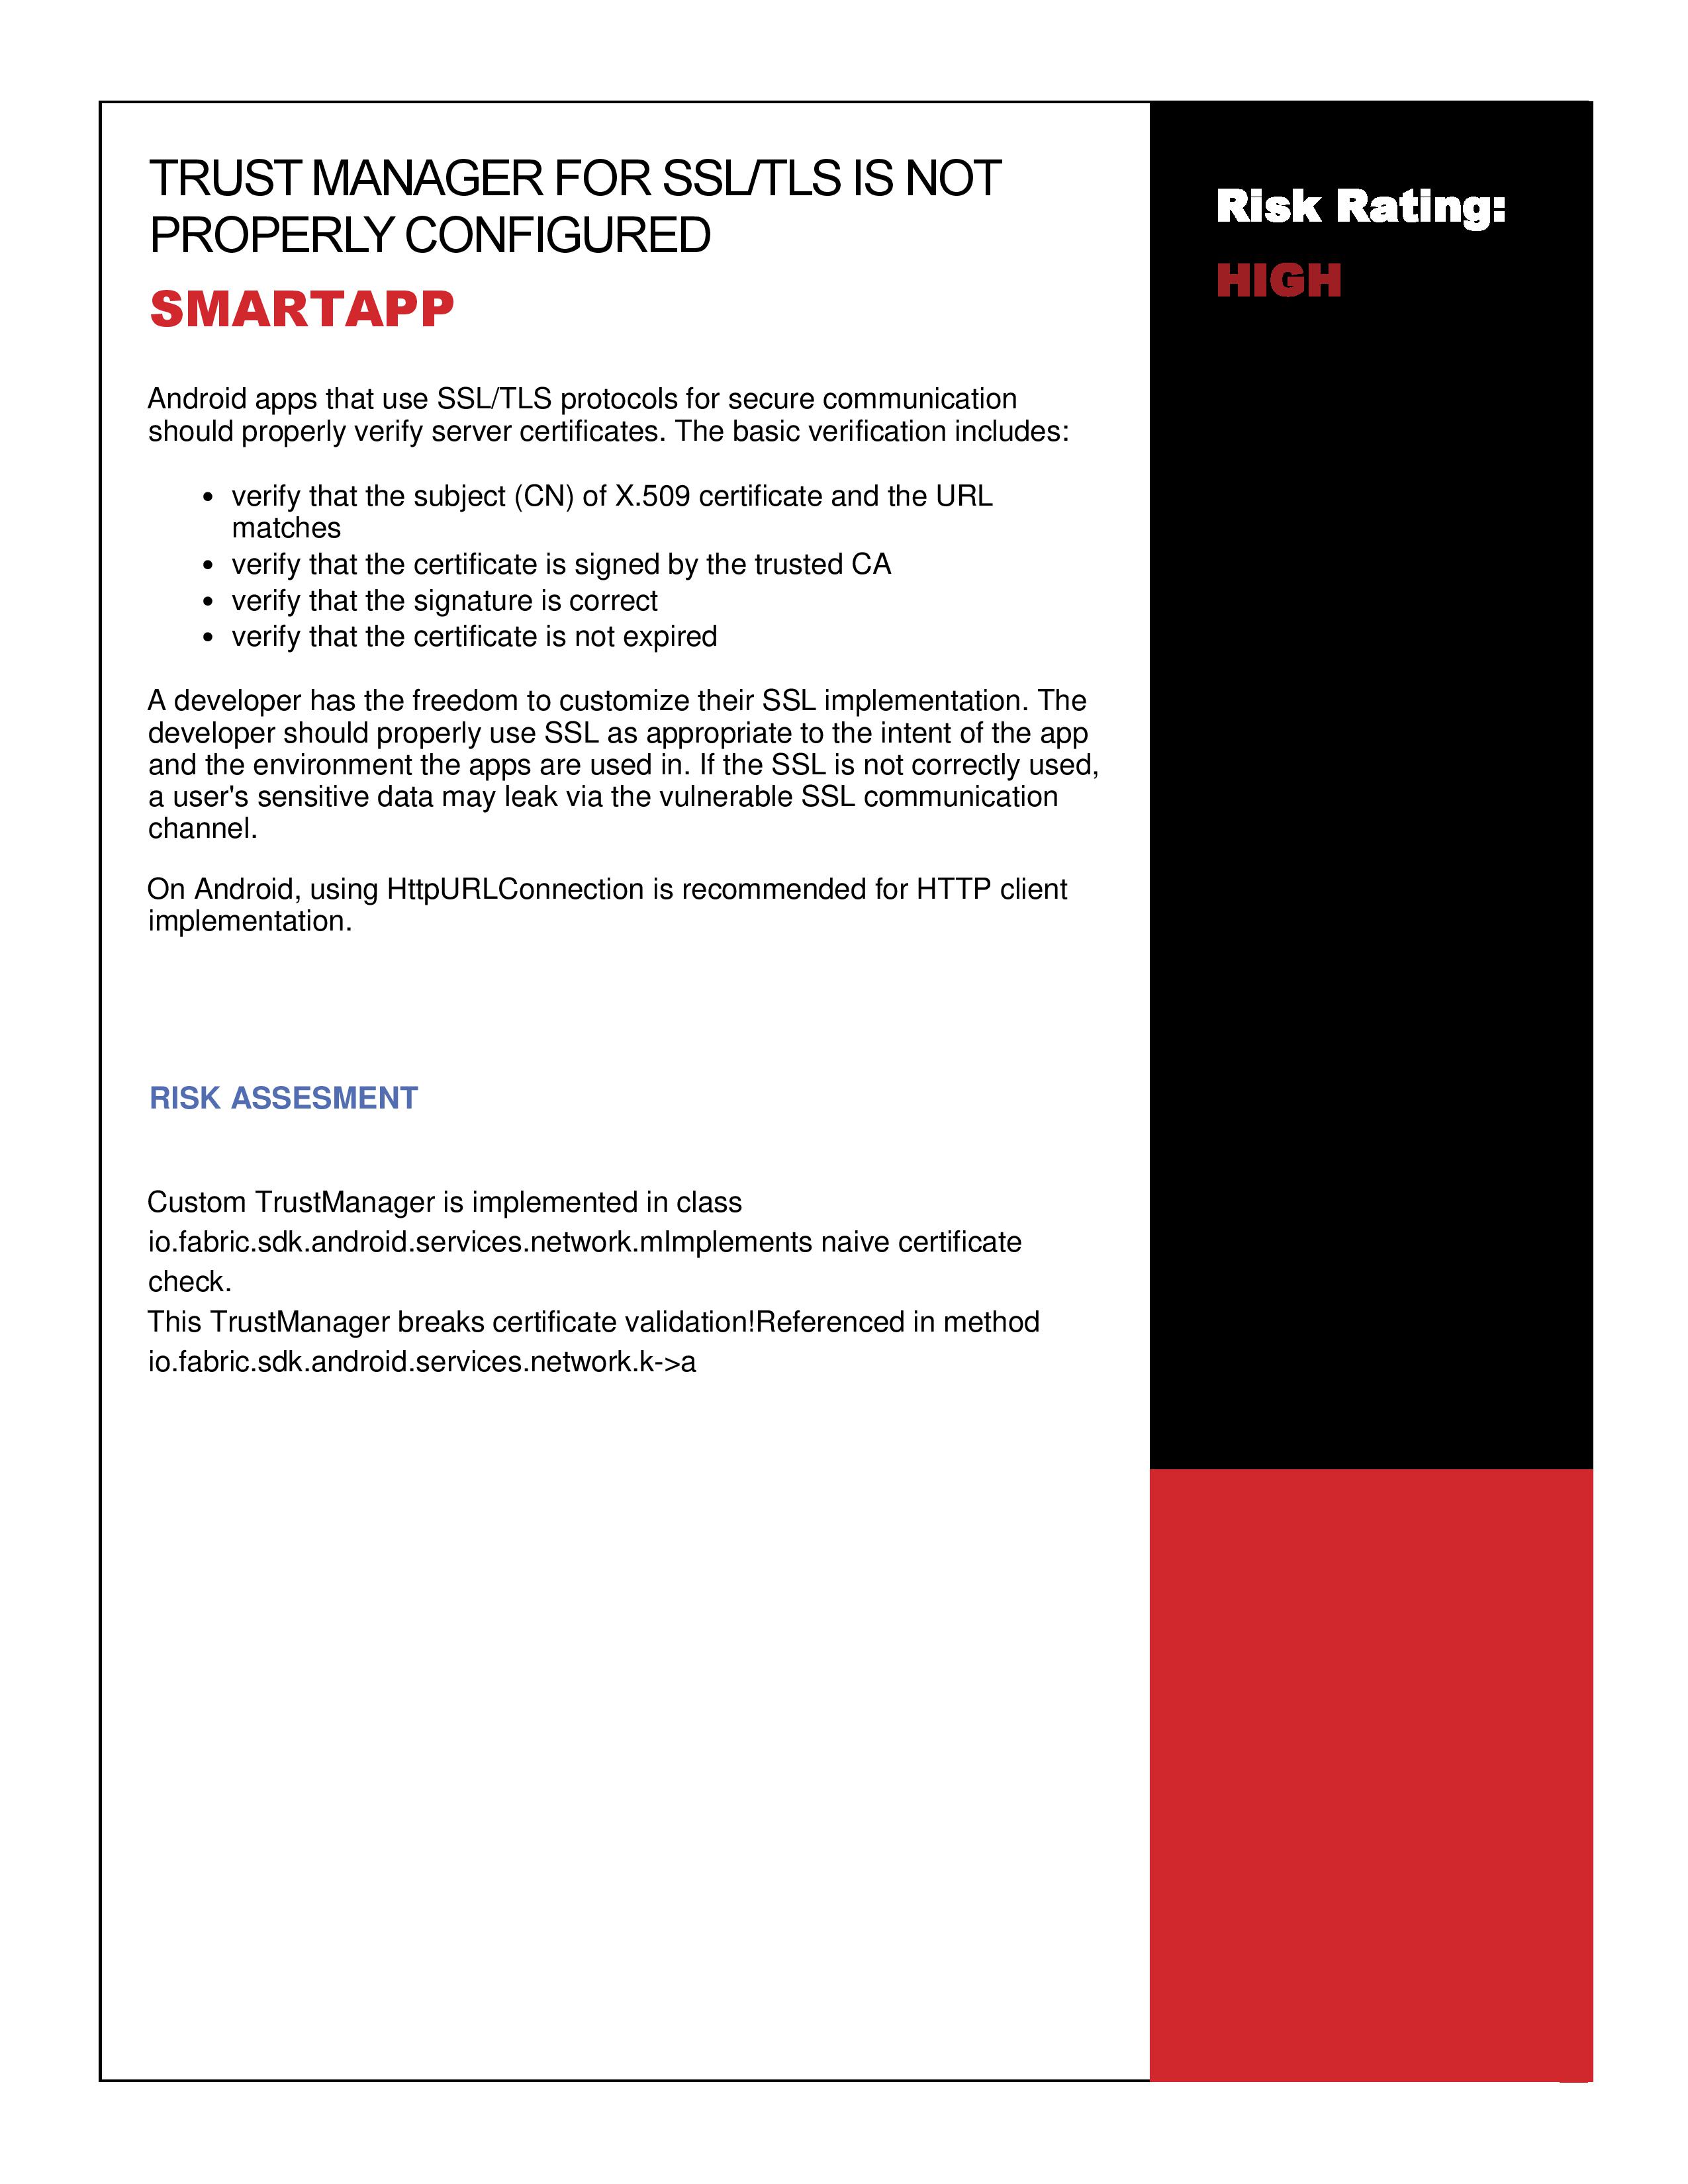 TRUST MANAGER FOR SSL/TLS IS NOT
PROPERLY CONFIGURED
SMARTAPP
Android apps that use SSL/TLS protocols for secure communication
should properly verify server certificates. The basic verification includes:
• verify that the subject (CN) of X.509 certificate and the URL
matches
• verify that the certificate is signed by the trusted CA
• verify that the signature is correct
• verify that the certificate is not expired
A developer has the freedom to customize their SSL implementation. The
developer should properly use SSL as appropriate to the intent of the app
and the environment the apps are used in. If the SSL is not correctly used,
a user's sensitive data may leak via the vulnerable SSL communication
channel.
On Android, using HttpURLConnection is recommended for HTTP client
implementation.
RISK ASSESMENT
Custom TrustManager is implemented in class
io.fabric.sdk.android.services.network.mImplements naive certificate
check.
This TrustManager breaks certificate validation!Referenced in method
io.fabric.sdk.android.services.network.k->a
Risk Rating:
HIGH